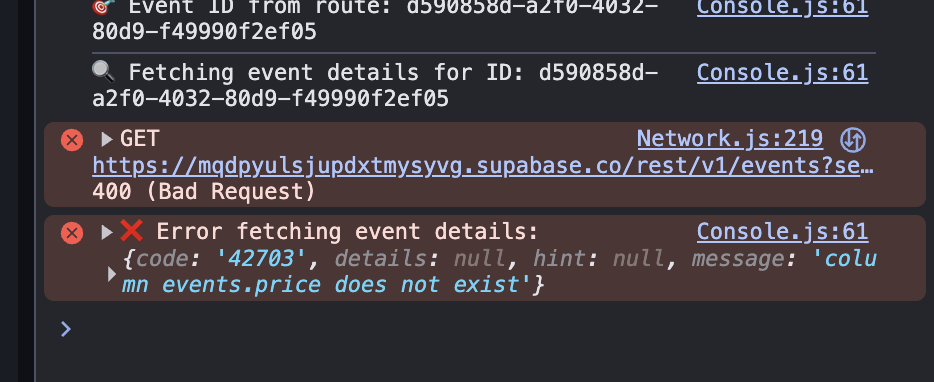 🎯 Event ID from route: d590858d-a2f0-4032- Console.js:61
80d9-f49990f2ef05
🔍 Fetching event details for ID: d590858d- Console.js:61
a2f0-4032-80d9-f49990f2ef05
GET Network.js:219
https://mqdpyulsjupdxtmysyvg.supabase.co/rest/v1/events?se…
400 (Bad Request)
❌ Error fetching event details: Console.js:61
{code: '42703', details: null, hint: null, message: 'colu
mn events.price does not exist'}